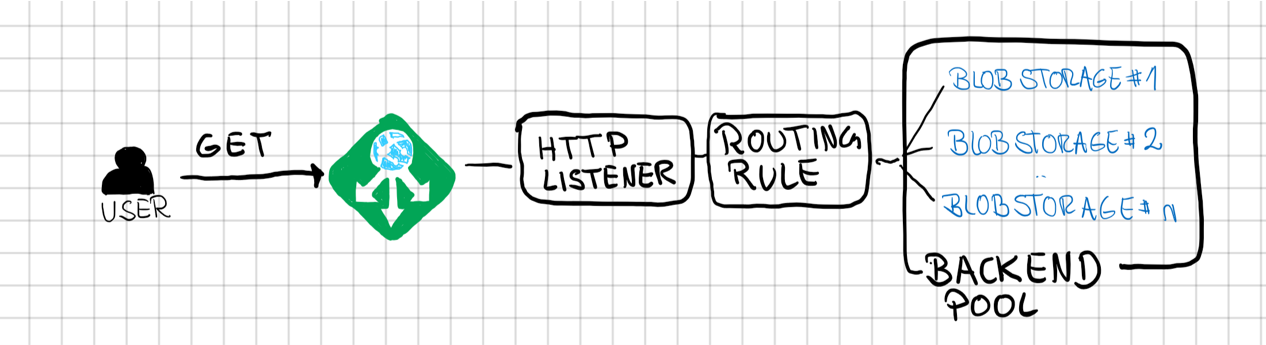 GET
USER
HTTP
LISTENER
ROUTING
RULE
BLOB STORAGE #1
BLOB STORAGE #2
..
BLOB STORAGE # n
BACKEND
POOL